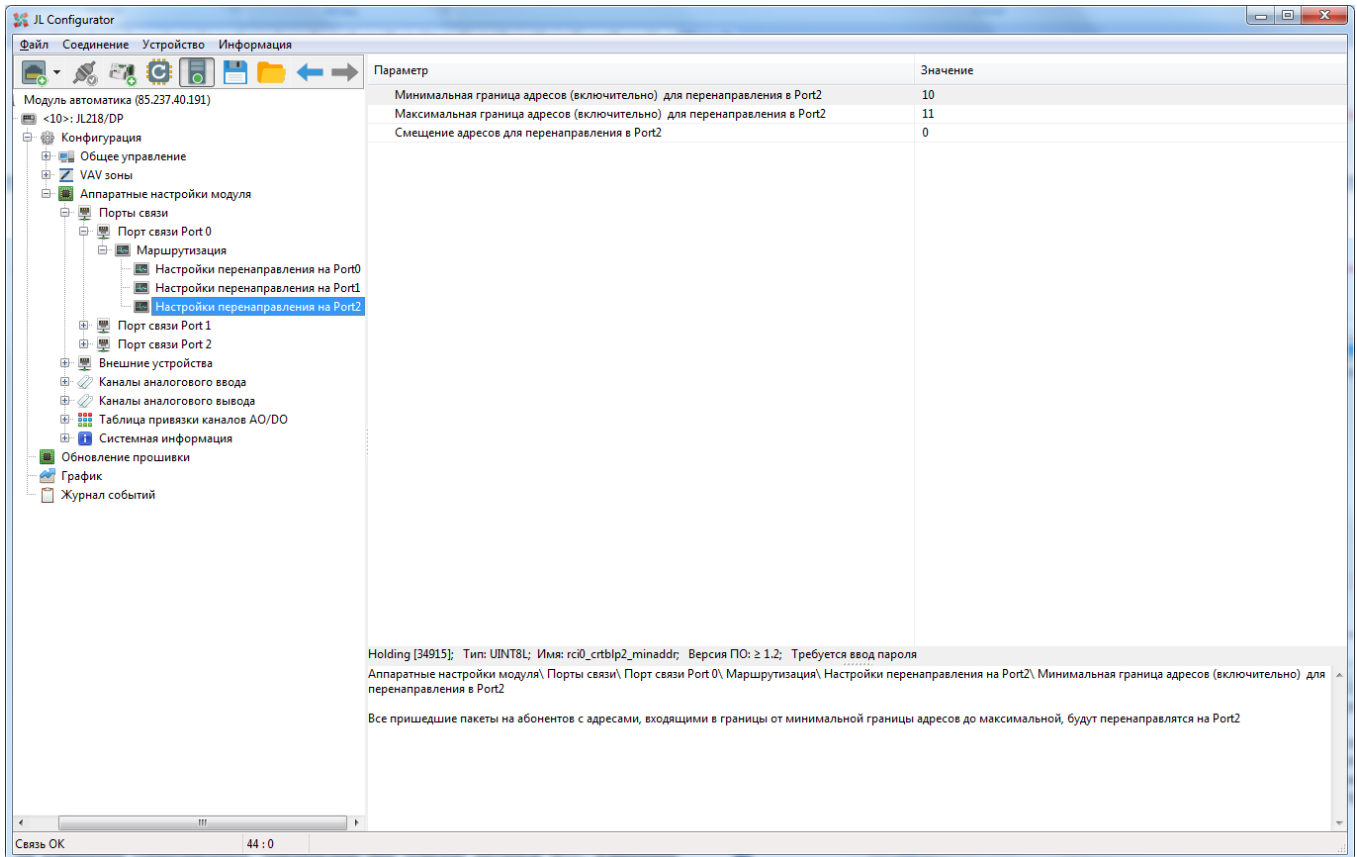 JL Configurator
Файл Соединение Устройство Информация
Модуль автоматика (85.237.40.191)
<10>: JL218/DP
Конфигурация
Общее управление
VAV зоны
Аппаратные настройки модуля
Порты связи
Порт связи Port 0
Маршрутизация
Настройки перенаправления на Port0
Настройки перенаправления на Port1
Настройки перенаправления на Port2
Порт связи Port 1
Порт связи Port 2
Внешние устройства
Каналы аналогового ввода
Каналы аналогового вывода
Таблица привязки каналов AO/DO
Системная информация
Обновление прошивки
График
Журнал событий
Параметр Значение
Минимальная граница адресов (включительно) для перенаправления в Port2 10
Максимальная граница адресов (включительно) для перенаправления в Port2 11
Смещение адресов для перенаправления в Port2 0
Holding [34915]; Тип: UINT8L; Имя: rci0_crtblp2_minaddr; Версия ПО: ≥ 1.2; Требуется ввод пароля
Аппаратные настройки модуля\ Порты связи\ Порт связи Port 0\ Маршрутизация\ Настройки перенаправления на Port2\ Минимальная граница адресов (включительно) для
перенаправления в Port2
Все пришедшие пакеты на абонентов с адресами, входящими в границы от минимальной границы адресов до максимальной, будут перенаправлятся на Port2
Связь OK 44 : 0